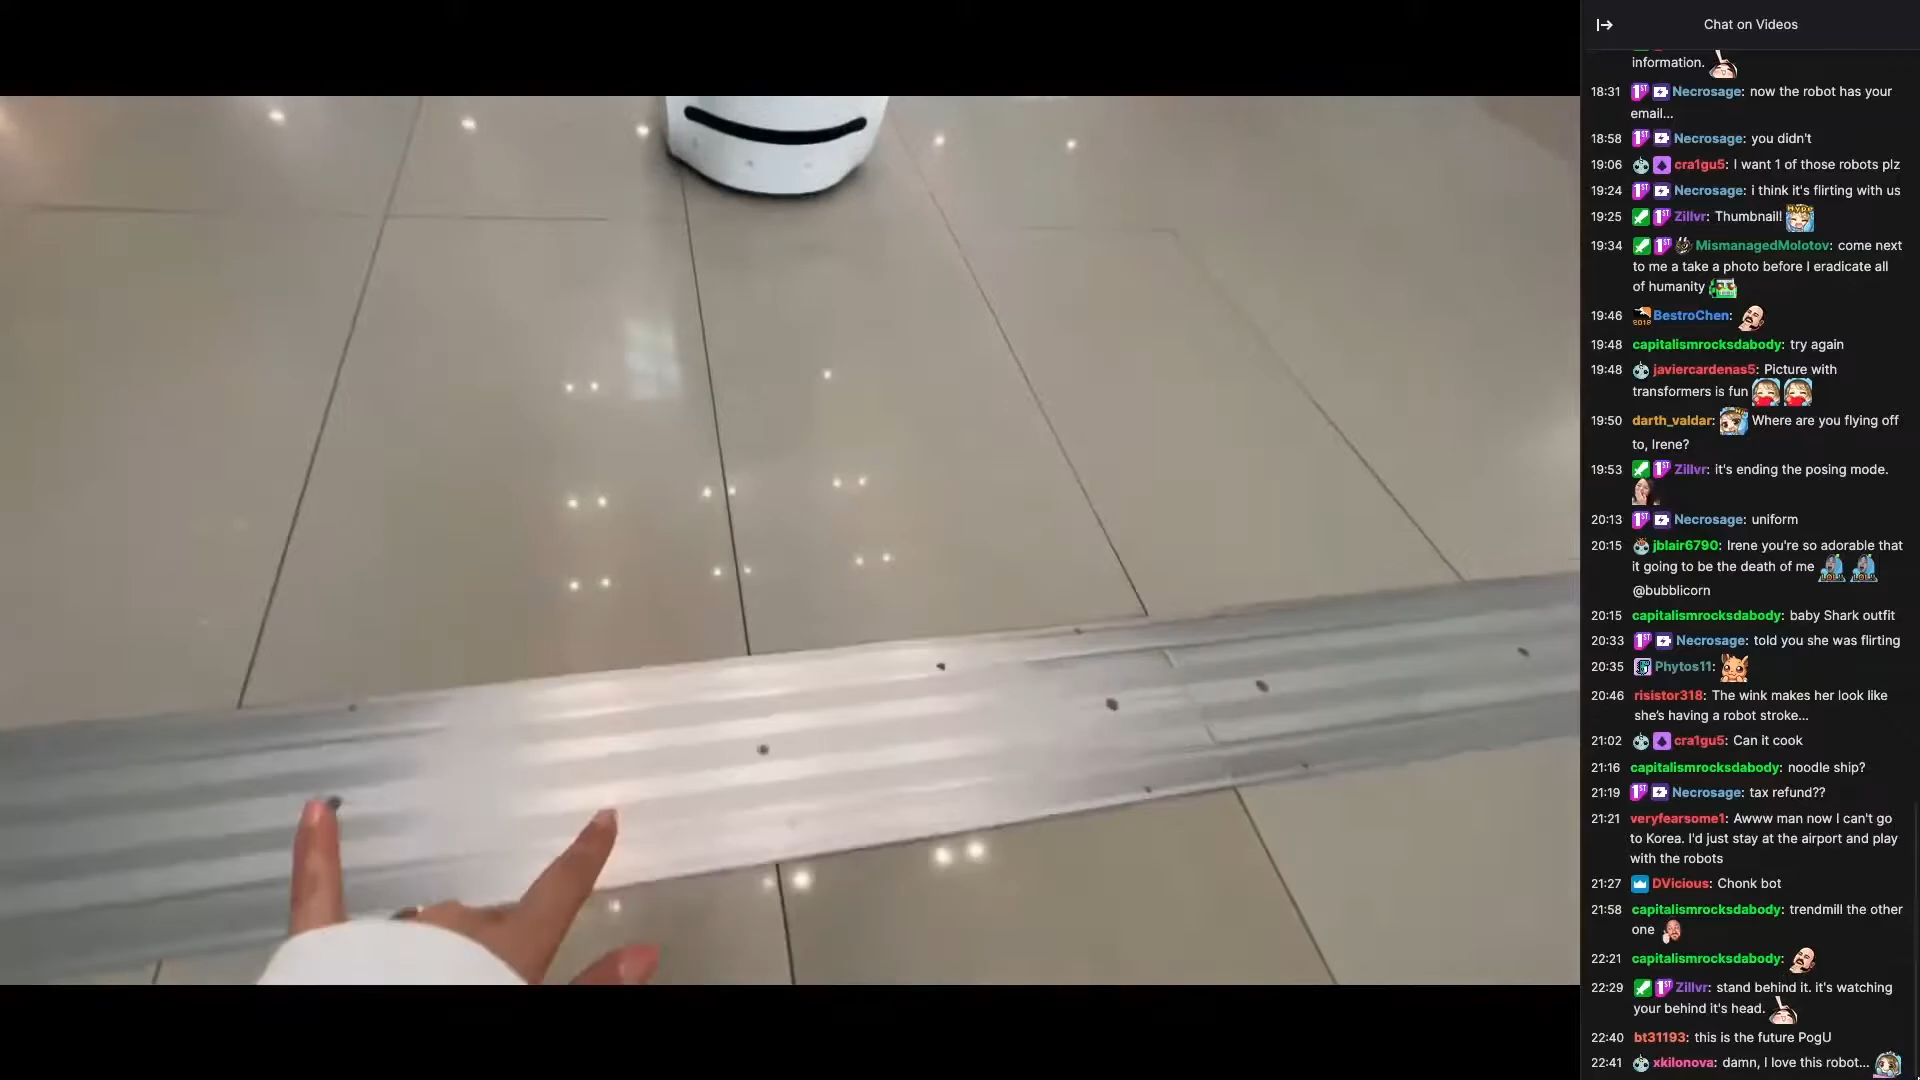 Chat on Videos
information.
18:31 Necrosage: now the robot has your
email...
18:58 Necrosage: you didn't
19:06 cra1gu5: I want 1 of those robots plz
19:24 Necrosage: i think it's flirting with us
19:25 Zillvr: Thumbnail!
19:34 MismanagedMolotov: come next
to me a take a photo before I eradicate all
of humanity
19:46 BestroChen:
19:48 capitalismrocksdabody: try again
19:48 javiercardenas5: Picture with
transformers is fun
19:50 darth_valdar: Where are you flying off
to, Irene?
19:53 Zillvr: it's ending the posing mode.
20:13 Necrosage: uniform
20:15 jblair6790: Irene you're so adorable that
it going to be the death of me
@bubblicorn
20:15 capitalismrocksdabody: baby Shark outfit
20:33 Necrosage: told you she was flirting
20:35 Phytos11:
20:46 risistor318: The wink makes her look like
she's having a robot stroke...
21:02 cra1gu5: Can it cook
21:16 capitalismrocksdabody: noodle ship?
21:19 Necrosage: tax refund??
21:21 veryfearsome1: Awww man now I can't go
to Korea. I'd just stay at the airport and play
with the robots
21:27 DVicious: Chonk bot
21:58 capitalismrocksdabody: trendmill the other
one
22:21 capitalismrocksdabody:
22:29 Zillvr: stand behind it. it's watching
your behind it's head.
22:40 bt31193: this is the future PogU
22:41 xkilonova: damn, I love this robot...